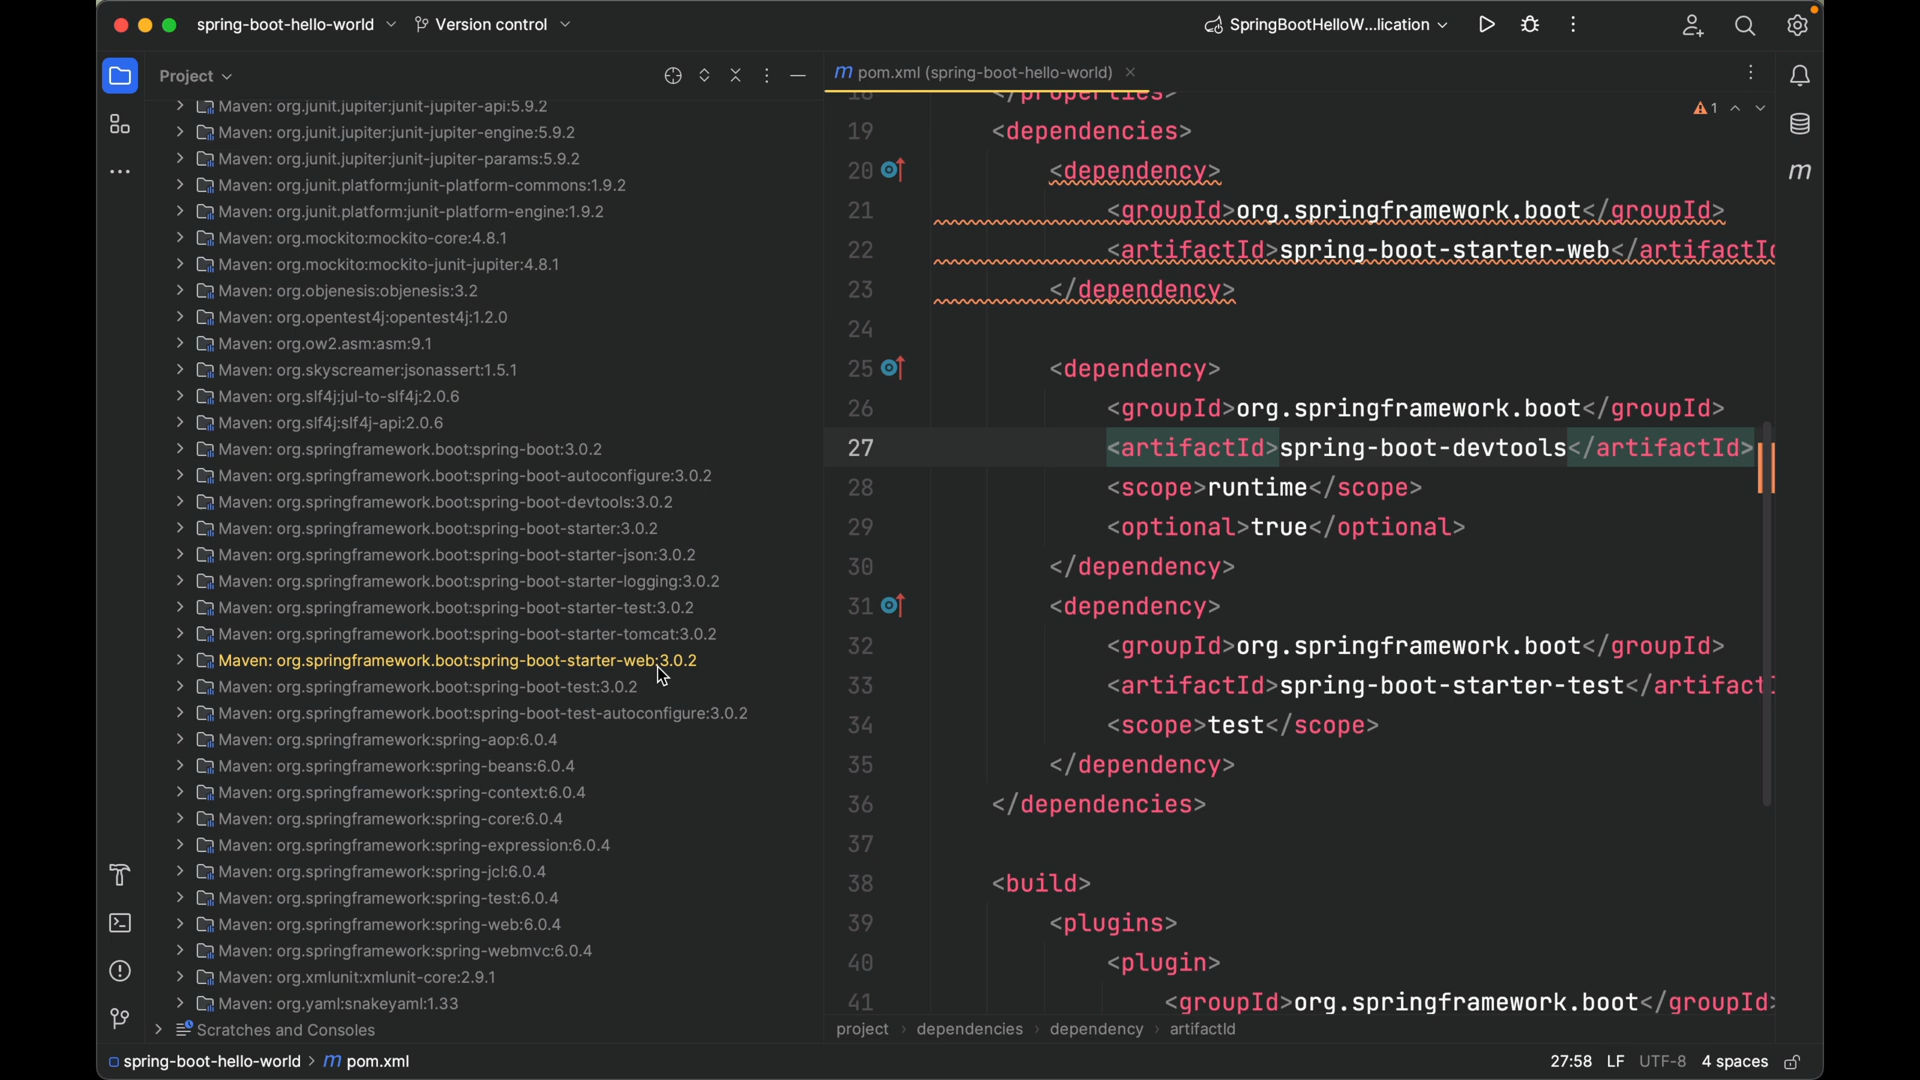 spring-boot-hello-world
Version control
SpringBootHelloW...lication
Project
m pom.xml (spring-boot-hello-world)
Maven: org.junit.jupiter:junit-jupiter-api:5.9.2
Maven: org.junit.jupiter:junit-jupiter-engine:5.9.2
Maven: org.junit.jupiter:junit-jupiter-params:5.9.2
Maven: org.junit.platform:junit-platform-commons:1.9.2
Maven: org.junit.platform:junit-platform-engine:1.9.2
Maven: org.mockito:mockito-core:4.8.1
Maven: org.mockito:mockito-junit-jupiter:4.8.1
Maven: org.objenesis:objenesis:3.2
Maven: org.opentest4j:opentest4j:1.2.0
Maven: org.ow2.asm:asm:9.1
Maven: org.skyscreamer:jsonassert:1.5.1
Maven: org.slf4j:jul-to-slf4j:2.0.6
Maven: org.slf4j:slf4j-api:2.0.6
Maven: org.springframework.boot:spring-boot:3.0.2
Maven: org.springframework.boot:spring-boot-autoconfigure:3.0.2
Maven: org.springframework.boot:spring-boot-devtools:3.0.2
Maven: org.springframework.boot:spring-boot-starter:3.0.2
Maven: org.springframework.boot:spring-boot-starter-json:3.0.2
Maven: org.springframework.boot:spring-boot-starter-logging:3.0.2
Maven: org.springframework.boot:spring-boot-starter-test:3.0.2
Maven: org.springframework.boot:spring-boot-starter-tomcat:3.0.2
Maven: org.springframework.boot:spring-boot-starter-web:3.0.2
Maven: org.springframework.boot:spring-boot-test:3.0.2
Maven: org.springframework.boot:spring-boot-test-autoconfigure:3.0.2
Maven: org.springframework:spring-aop:6.0.4
Maven: org.springframework:spring-beans:6.0.4
Maven: org.springframework:spring-context:6.0.4
Maven: org.springframework:spring-core:6.0.4
Maven: org.springframework:spring-expression:6.0.4
Maven: org.springframework:spring-jcl:6.0.4
Maven: org.springframework:spring-test:6.0.4
Maven: org.springframework:spring-web:6.0.4
Maven: org.springframework:spring-webmvc:6.0.4
Maven: org.xmlunit:xmlunit-core:2.9.1
Maven: org.yaml:snakeyaml:1.33
Scratches and Consoles
18 </properties>
1
m
19 <dependencies>
20 <dependency>
21 <groupId>org.springframework.boot</groupId>
22 <artifactId>spring-boot-starter-web</artifactId
23 </dependency>
24
25 <dependency>
26 <groupId>org.springframework.boot</groupId>
27 <artifactId>spring-boot-devtools</artifactId>
28 <scope>runtime</scope>
29 <optional>true</optional>
30 </dependency>
31 <dependency>
32 <groupId>org.springframework.boot</groupId>
33 <artifactId>spring-boot-starter-test</artifactI
34 <scope>test</scope>
35 </dependency>
36 </dependencies>
37
38 <build>
39 <plugins>
40 <plugin>
41 <groupId>org.springframework.boot</groupId>
project > dependencies > dependency > artifactId
spring-boot-hello-world > m pom.xml
27:58 LF UTF-8 4 spaces